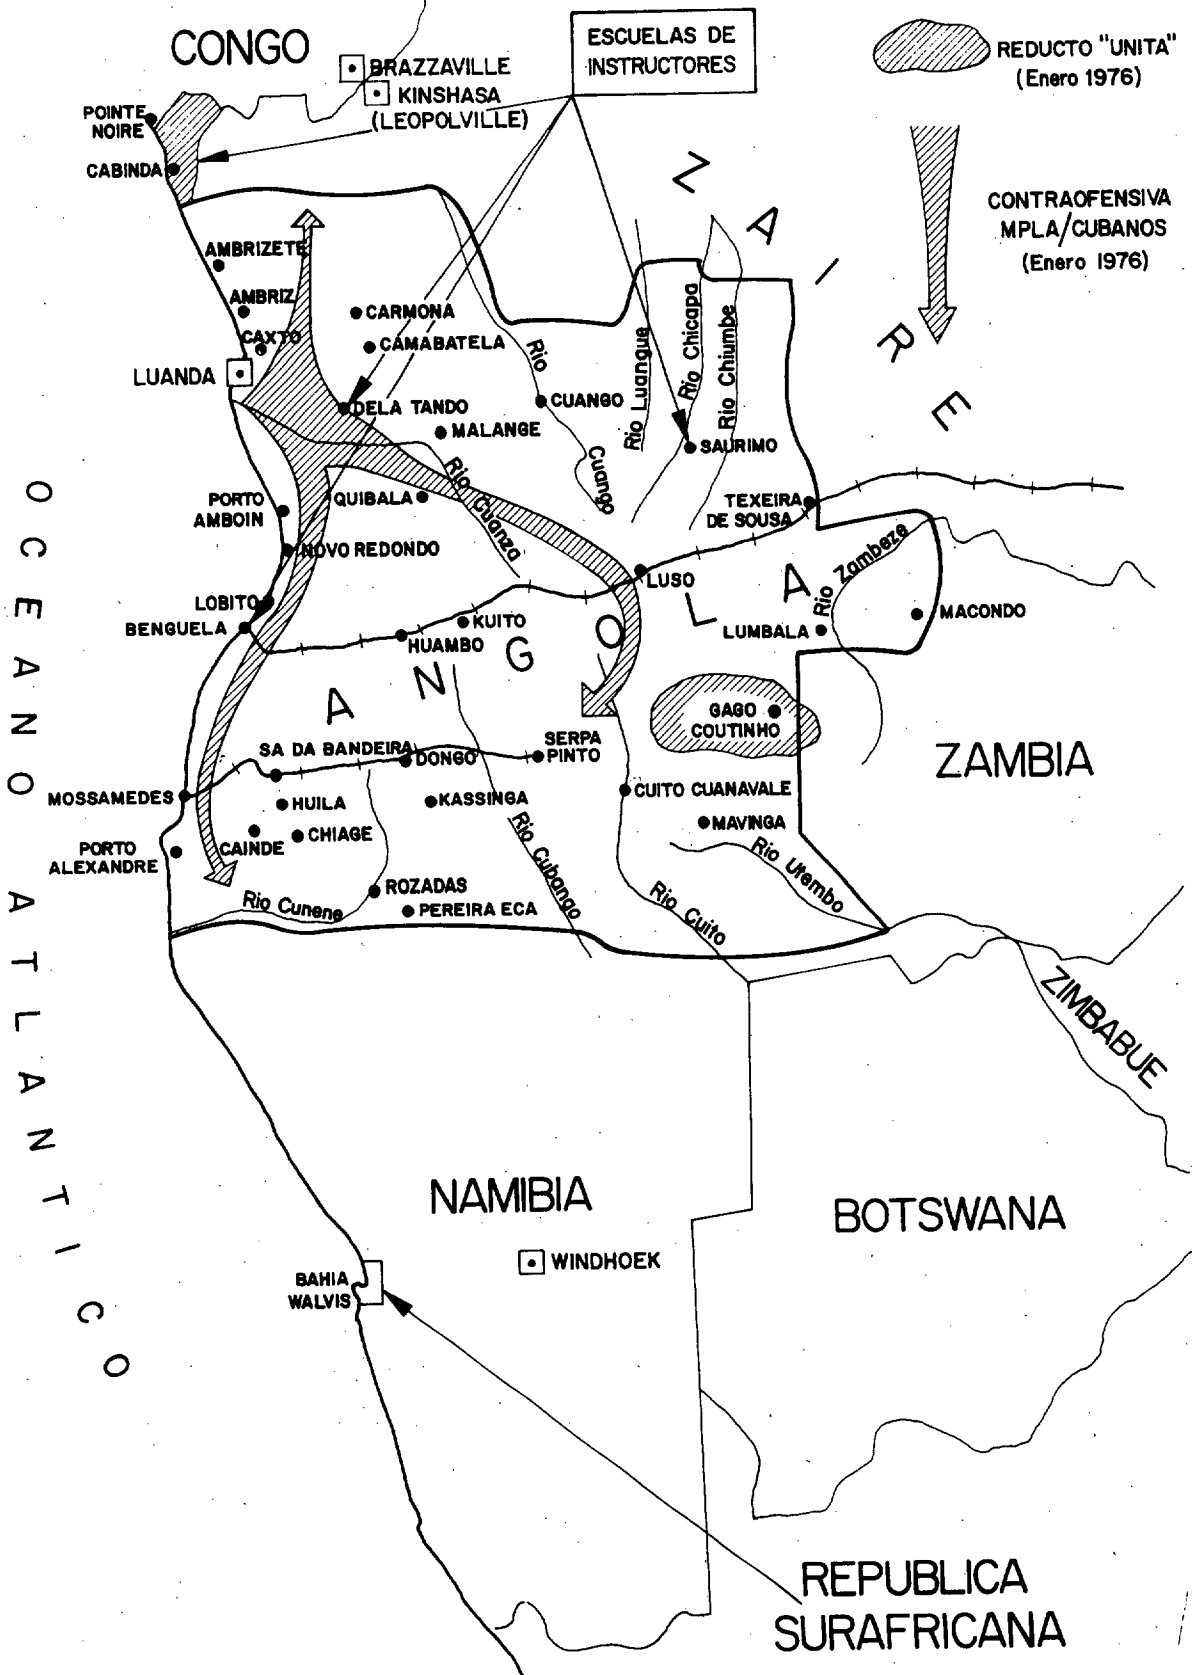 CONGO
BRAZZAVILLE
KINSHASA
(LEOPOLVILLE)
ESCUELAS DE
INSTRUCTORES
REDUCTO "UNITA"
(Enero 1976)
CONTRAOFENSIVA
MPLA/CUBANOS
(Enero 1976)
POINTE
NOIRE
CABINDA
ZAIRE
AMBRIZETE
AMBRIZ
CAXTO
LUANDA
CARMONA
CAMABATELA
DELA TANDO
MALANGE
Rio
Cuango
CUANGO
Rio Luangue
Rio Chicapa
Rio Chiumbe
SAURIMO
PORTO
AMBOIN
QUIBALA
Rio Cuanza
NOVO REDONDO
TEXEIRA
DE SOUSA
Rio Zambeze
LOBITO
BENGUELA
HUAMBO
KUITO
LUSO
LUMBALA
MACONDO
ANGOLA
GAGO
COUTINHO
SA DA BANDEIRA
DONGO
SERPA
PINTO
ZAMBIA
MOSSAMEDES
HUILA
KASSINGA
CUITO CUANAVALE
MAVINGA
PORTO
ALEXANDRE
CAINDE
CHIAGE
Rio Cubango
Rio Utembo
Rio Cunene
ROZADAS
PEREIRA ECA
Rio Cuito
OCEANO ATLANTICO
ZIMBABUE
NAMIBIA
BOTSWANA
WINDHOEK
BAHIA
WALVIS
REPUBLICA
SURAFRICANA